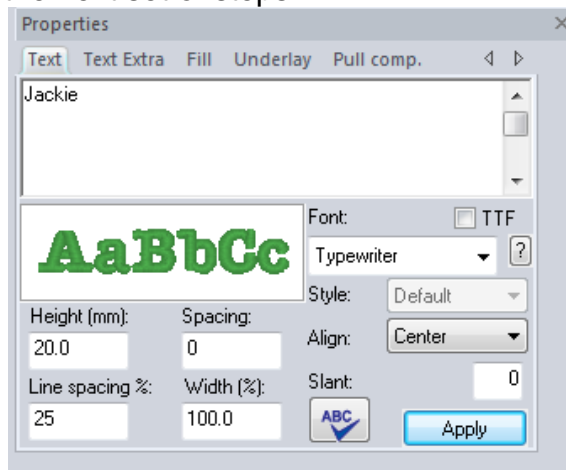 Properties
Text Text Extra Fill Underlay Pull comp.
Jackie
AaBbCc
Font: TTF
Typewriter ?
Style: Default
Height (mm): Spacing:
20.0 0
Align: Center
Line spacing %: Width (%): Slant: 0
25 100.0 ABC Apply